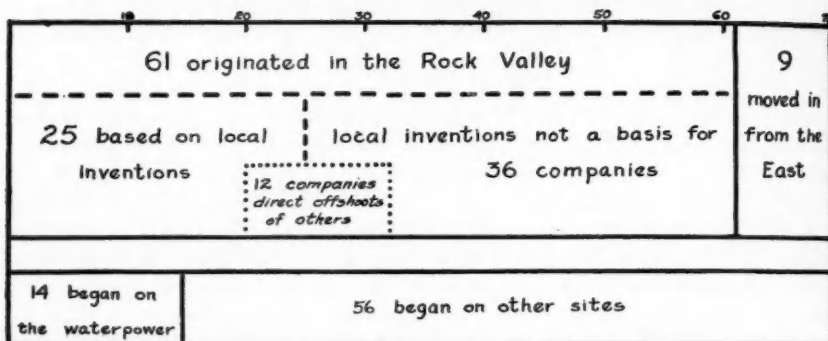 10 20 30 40 50 60 7
61 originated in the Rock Valley
9
moved in
from the
East
25 based on local
Inventions
local inventions not a basis for
36 companies
12 companies
direct offshoots
of others
14 began on
the waterpower
56 began on other sites